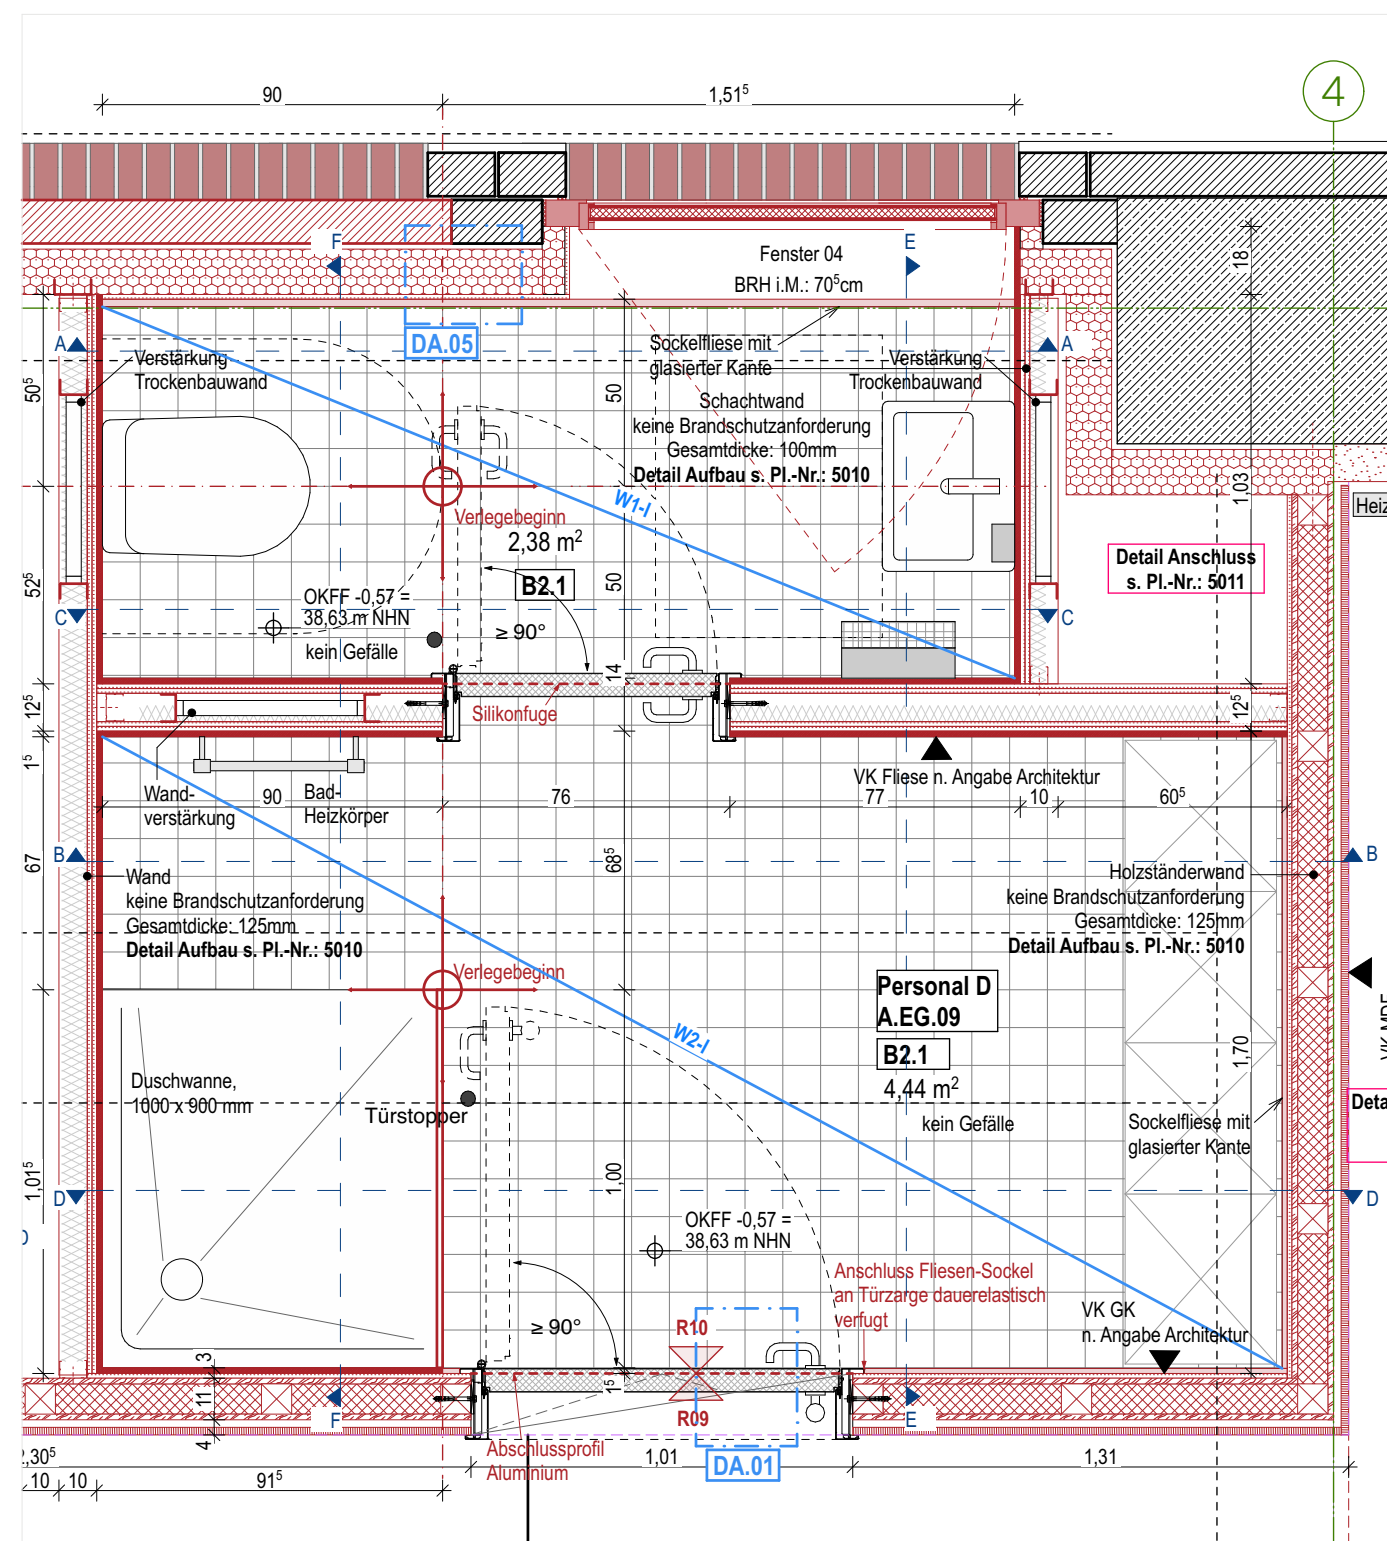 90
1,51⁵
4
F
E
Fenster 04
BRH i.M.: 70⁵cm
18
DA.05
A
Verstärkung
Trockenbauwand
Sockelfliese mit
glasierter Kante
Verstärkung
Trockenbauwand
A
50⁵
50
Schachtwand
keine Brandschutzanforderung
Gesamtdicke: 100mm
Detail Aufbau s. Pl.-Nr.: 5010
W1-I
1,03
Heiz
Verlegebeginn
2,38 m²
B2.1
Detail Anschluss
s. Pl.-Nr.: 5011
52⁵
50
C
OKFF -0,57 =
38,63 m NHN
≥ 90°
kein Gefälle
C
14
12⁵
Silikonfuge
12⁵
1⁵
VK Fliese n. Angabe Architektur
Wand-
verstärkung
90
Bad-
Heizkörper
76
77
10
60⁵
B
67
68⁵
B
Wand
keine Brandschutzanforderung
Gesamtdicke: 125mm
Detail Aufbau s. Pl.-Nr.: 5010
Holzständerwand
keine Brandschutzanforderung
Gesamtdicke: 125mm
Detail Aufbau s. Pl.-Nr.: 5010
Verlegebeginn
Personal D
A.EG.09
B2.1
4,44 m²
kein Gefälle
W2-I
1,70
Duschwanne,
1000 x 900 mm
Türstopper
Sockelfliese mit
glasierter Kante
Deta
1,01⁵
1,00
D
D
OKFF -0,57 =
38,63 m NHN
Anschluss Fliesen-Sockel
an Türzarge dauerelastisch
verfugt
VK GK
n. Angabe Architektur
≥ 90°
R10
R09
3
11
4
1⁵
F
E
Abschlussprofil
Aluminium
DA.01
2,30⁵
1,01
1,31
10
10
91⁵